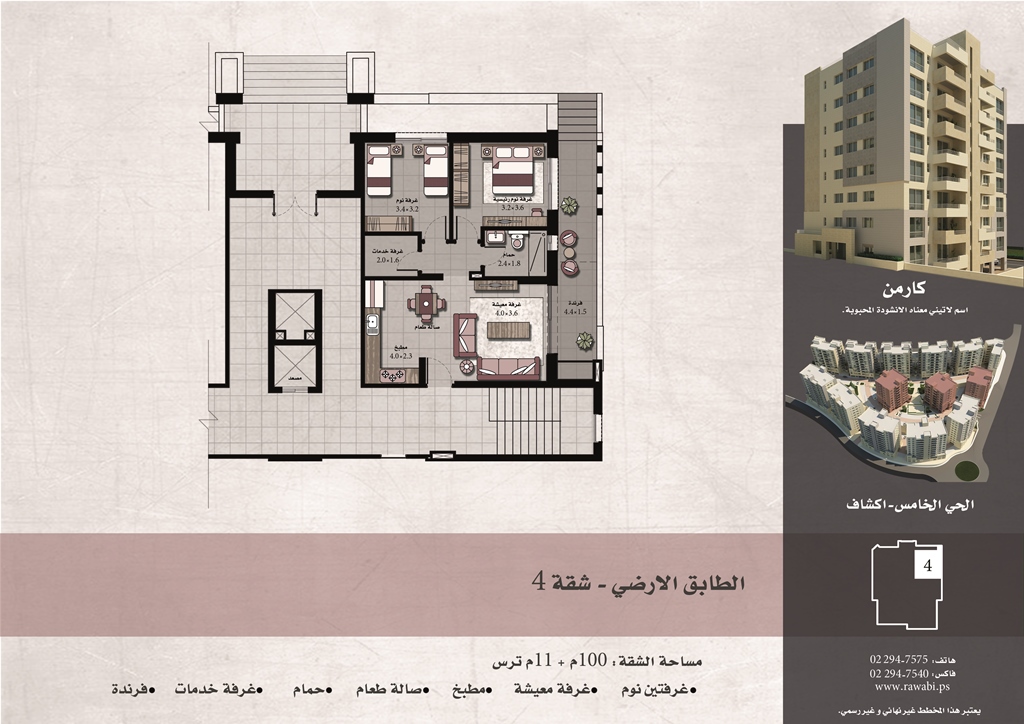 غرفة نوم
3.4×3.2
غرفة نوم رئيسية
3.2×3.6
غرفة خدمات
2.0×1.6
حمام
2.4×1.8
غرفة معيشة
4.0×3.6
فرندة
4.4×1.5
صالة طعام
مطبخ
4.0×2.3
مصعد
كارمن
اسم لاتيني معناه الانشودة المحبوبة.
الحي الخامس-اكشاف
4
الطابق الارضي - شقة 4
مساحة الشقة: 100م + 11م ترس
•غرفتين نوم •غرفة معيشة •مطبخ •صالة طعام •حمام •غرفة خدمات •فرندة
هاتف: 02 294-7575
فاكس: 02 294-7540
www.rawabi.ps
يعتبر هذا المخطط غير نهائي و غير رسمي.